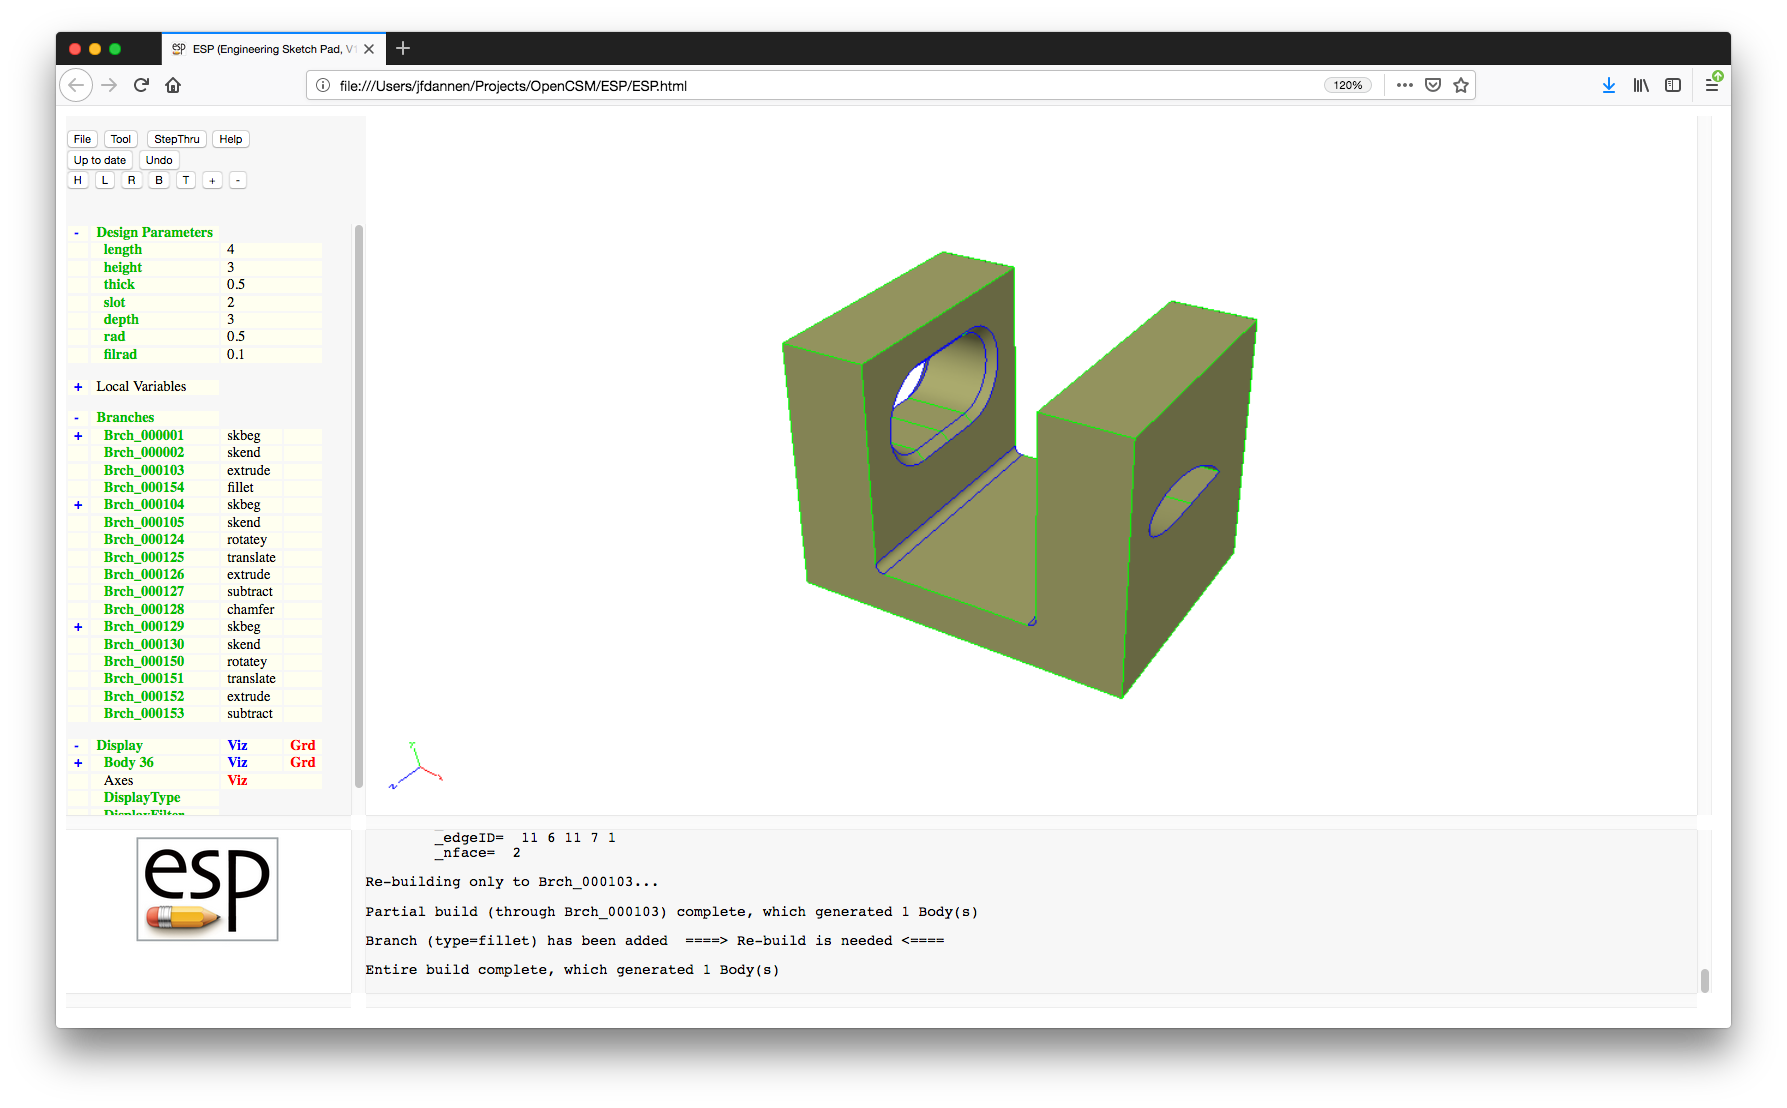 esp ESP (Engineering Sketch Pad, V1
file:///Users/jfdannen/Projects/OpenCSM/ESP/ESP.html 120%
File Tool StepThru Help
Up to date Undo
H L R B T + -
- Design Parameters
length 4
height 3
thick 0.5
slot 2
depth 3
rad 0.5
filrad 0.1
+ Local Variables
- Branches
+ Brch_000001 skbeg
Brch_000002 skend
Brch_000103 extrude
Brch_000154 fillet
+ Brch_000104 skbeg
Brch_000105 skend
Brch_000124 rotatey
Brch_000125 translate
Brch_000126 extrude
Brch_000127 subtract
Brch_000128 chamfer
+ Brch_000129 skbeg
Brch_000130 skend
Brch_000150 rotatey
Brch_000151 translate
Brch_000152 extrude
Brch_000153 subtract
- Display Viz Grd
+ Body 36 Viz Grd
Axes Viz
DisplayType
DisplayFilter
Y
X
Z
esp
_edgeID= 11 6 11 7 1
_nface= 2
Re-building only to Brch_000103...
Partial build (through Brch_000103) complete, which generated 1 Body(s)
Branch (type=fillet) has been added ====> Re-build is needed <====
Entire build complete, which generated 1 Body(s)